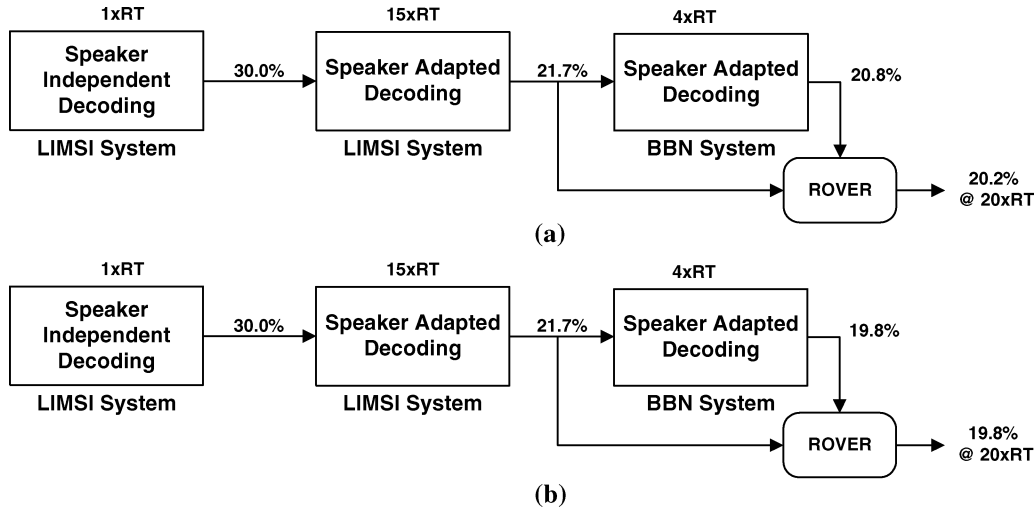 1xRT
15xRT
4xRT
Speaker
Independent
Decoding
30.0%
Speaker Adapted
Decoding
21.7%
Speaker Adapted
Decoding
20.8%
LIMSI System
LIMSI System
BBN System
ROVER
20.2%
@ 20xRT
(a)
1xRT
15xRT
4xRT
Speaker
Independent
Decoding
30.0%
Speaker Adapted
Decoding
21.7%
Speaker Adapted
Decoding
19.8%
LIMSI System
LIMSI System
BBN System
ROVER
19.8%
@ 20xRT
(b)